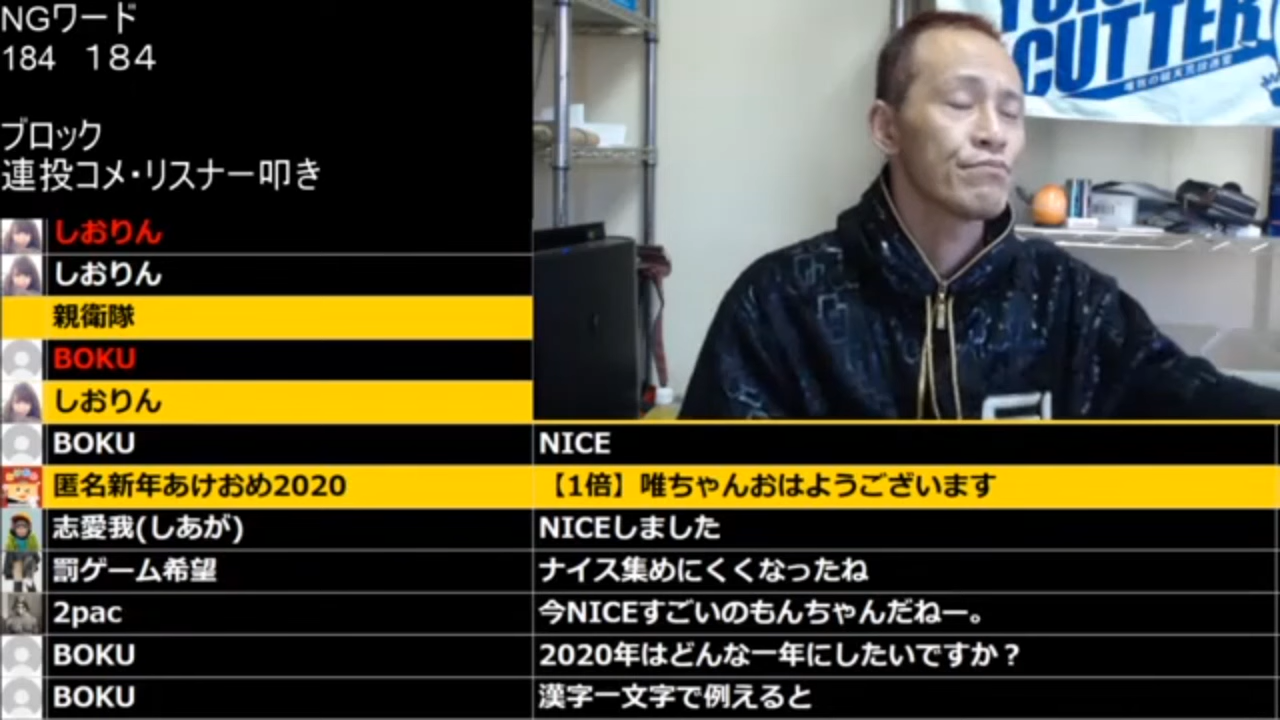 NGワード
184 １８４
ブロック
連投コメ・リスナー叩き
CUTTER
しおりん
しおりん
親衛隊
BOKU
しおりん
BOKU NICE
匿名新年あけおめ2020 【1倍】唯ちゃんおはようございます
志愛我(しあが) NICEしました
罰ゲーム希望 ナイス集めにくくなったね
2pac 今NICEすごいのもんちゃんだねー。
BOKU 2020年はどんな一年にしたいですか？
BOKU 漢字一文字で例えると